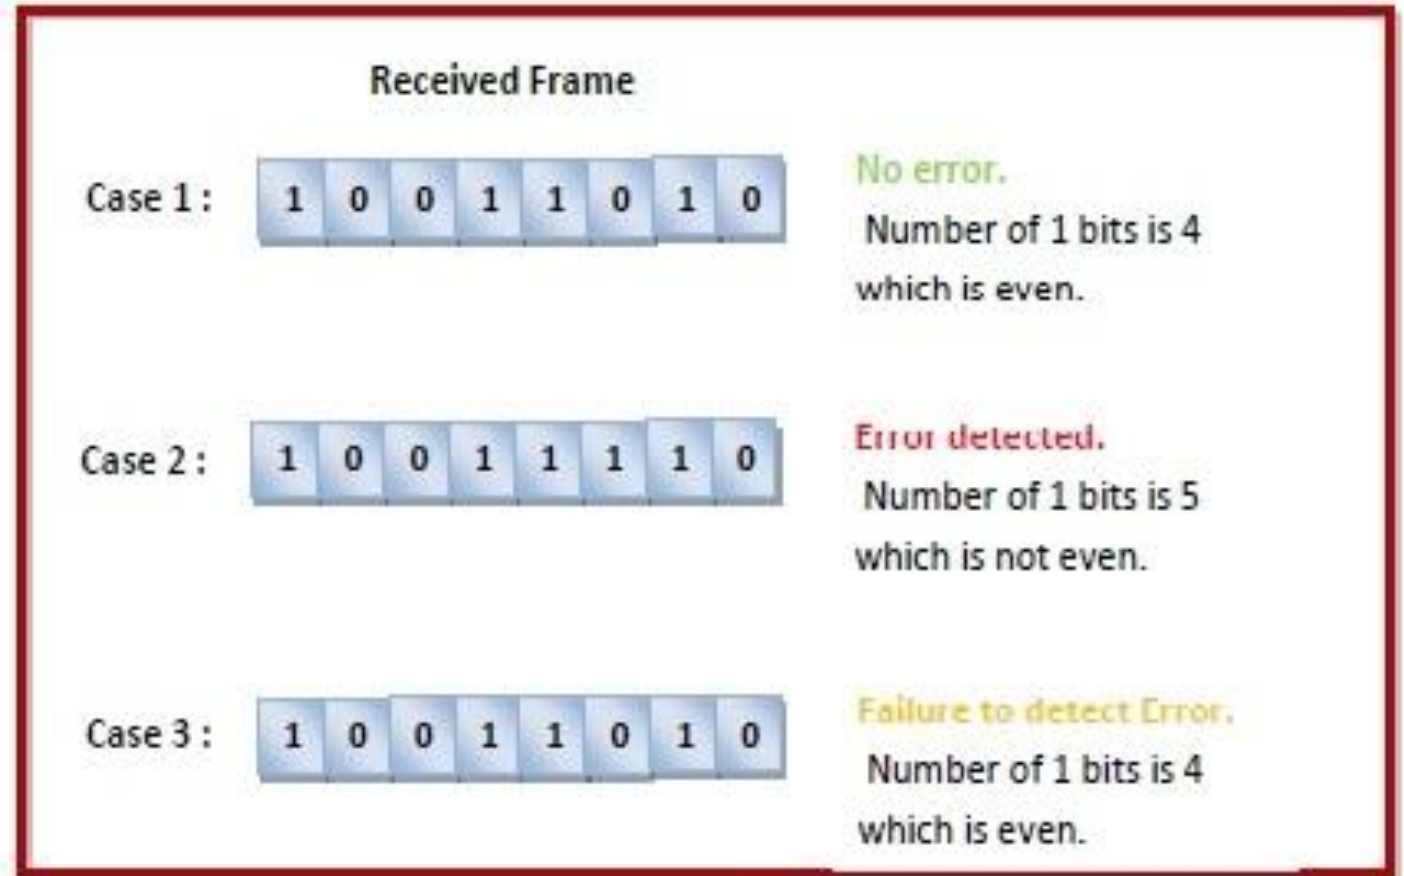 Received Frame
Case 1 : 1 0 0 1 1 0 1 0
No error.
Number of 1 bits is 4
which is even.
Case 2 : 1 0 0 1 1 1 1 0
Error detected.
Number of 1 bits is 5
which is not even.
Case 3 : 1 0 0 1 1 0 1 0
Failure to detect Error.
Number of 1 bits is 4
which is even.